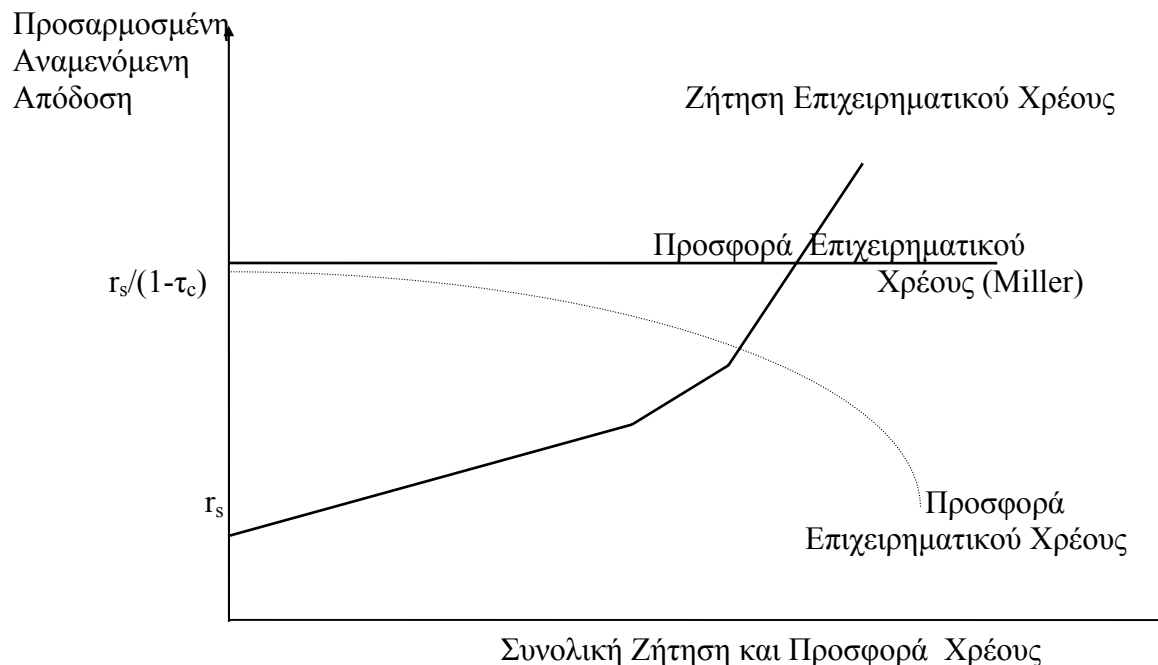 Προσαρμοσμένη
Αναμενόμενη
Απόδοση
Ζήτηση Επιχειρηματικού Χρέους
Προσφορά Επιχειρηματικού
Χρέους (Miller)
rs/(1-τc)
rs
Προσφορά
Επιχειρηματικού Χρέους
Συνολική Ζήτηση και Προσφορά Χρέους